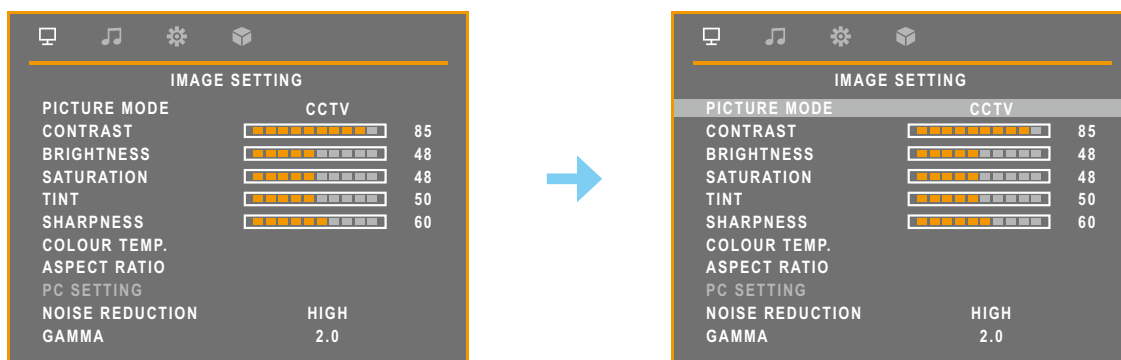 IMAGE SETTING
PICTURE MODE CCTV
CONTRAST 85
BRIGHTNESS 48
SATURATION 48
TINT 50
SHARPNESS 60
COLOUR TEMP.
ASPECT RATIO
PC SETTING
NOISE REDUCTION HIGH
GAMMA 2.0
IMAGE SETTING
PICTURE MODE CCTV
CONTRAST 85
BRIGHTNESS 48
SATURATION 48
TINT 50
SHARPNESS 60
COLOUR TEMP.
ASPECT RATIO
PC SETTING
NOISE REDUCTION HIGH
GAMMA 2.0